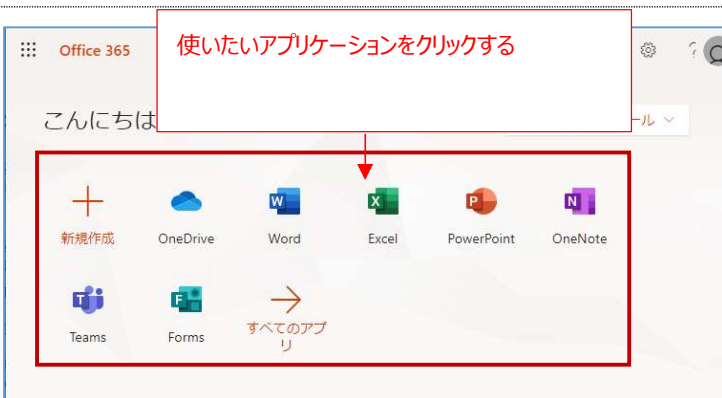 使いたいアプリケーションをクリックする
Office 365
?
こんにちは
ール
新規作成
OneDrive
Word
Excel
PowerPoint
OneNote
Teams
Forms
すべてのアプ
リ